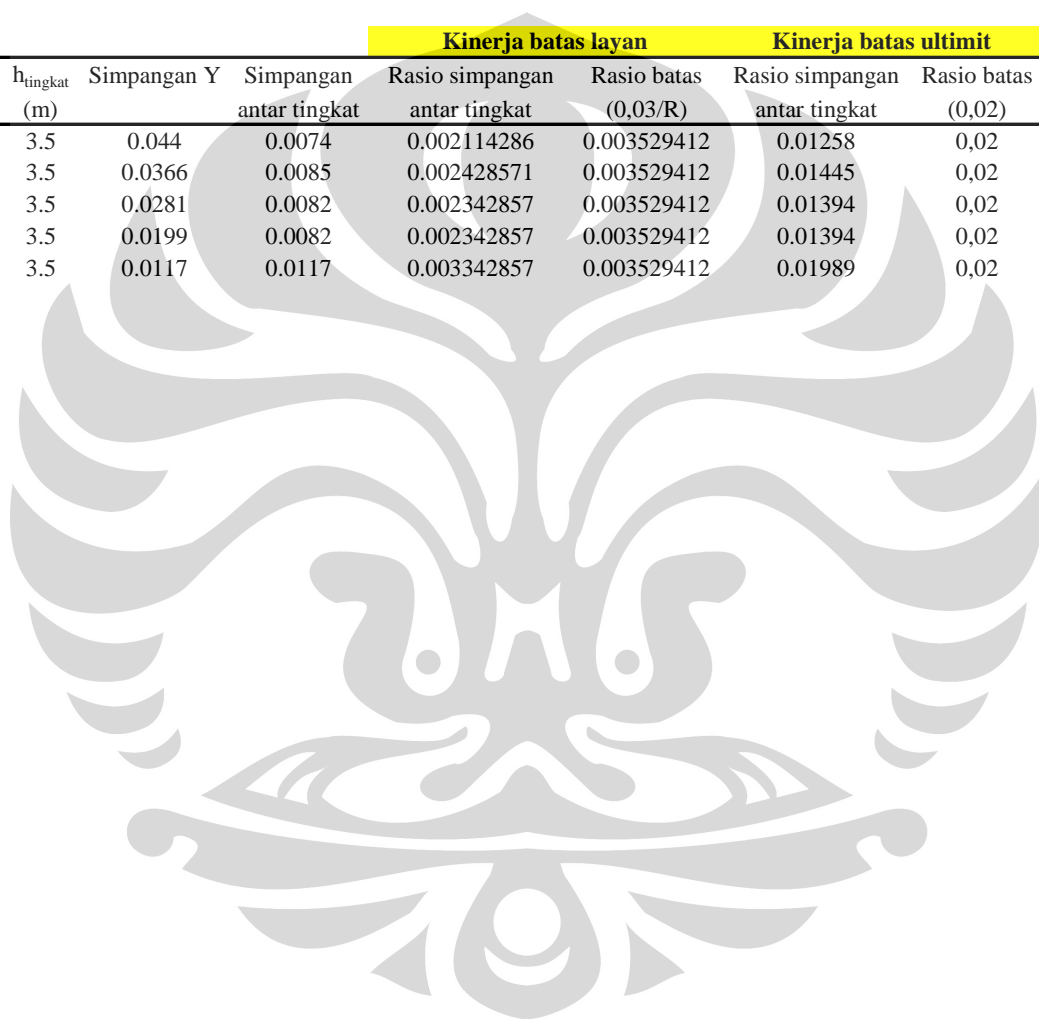 Kinerja batas layan Kinerja batas ultimit
htingkat Simpangan Y Simpangan Rasio simpangan Rasio batas Rasio simpangan Rasio batas
(m) antar tingkat antar tingkat (0,03/R) antar tingkat (0,02)
3.5 0.044 0.0074 0.002114286 0.003529412 0.01258 0,02
3.5 0.0366 0.0085 0.002428571 0.003529412 0.01445 0,02
3.5 0.0281 0.0082 0.002342857 0.003529412 0.01394 0,02
3.5 0.0199 0.0082 0.002342857 0.003529412 0.01394 0,02
3.5 0.0117 0.0117 0.003342857 0.003529412 0.01989 0,02